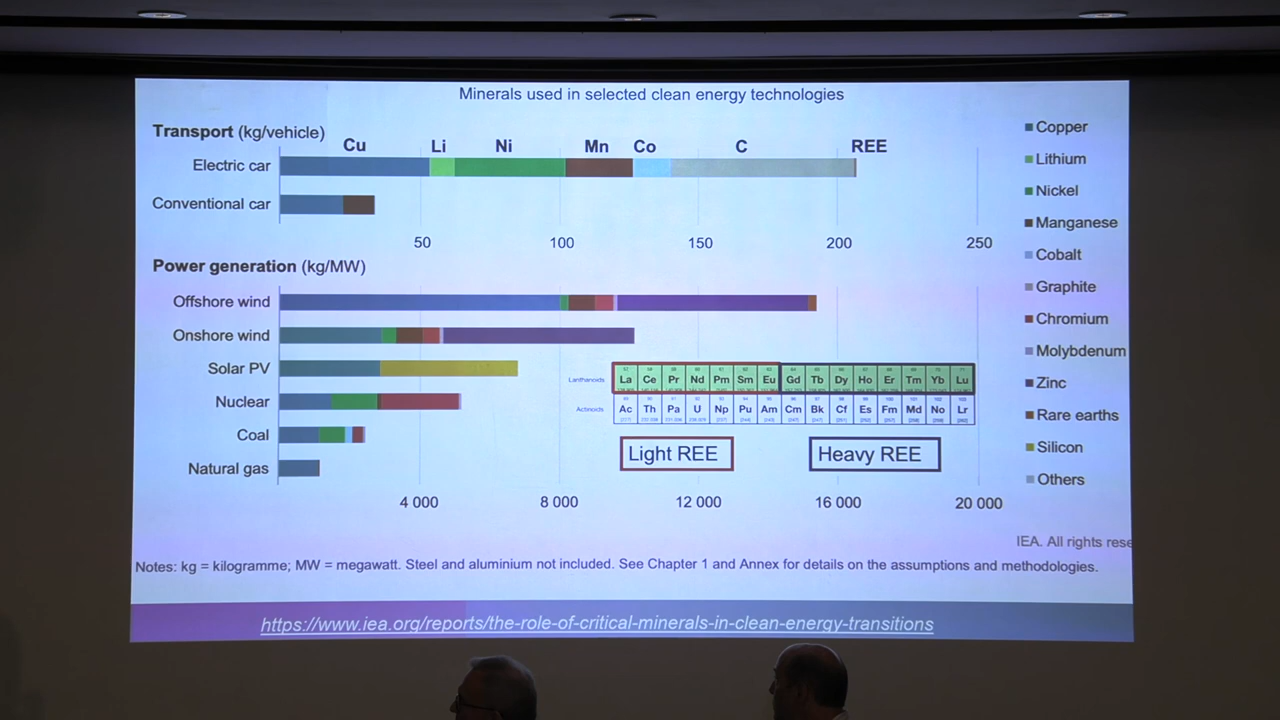 Minerals used in selected clean energy technologies
Transport (kg/vehicle)
Cu Li Ni Mn Co C REE
Electric car
Conventional car
50 100 150 200 250
Power generation (kg/MW)
Offshore wind
Onshore wind
Solar PV
Nuclear
Coal
Natural gas
4 000 8 000 12 000 16 000 20 000
Copper
Lithium
Nickel
Manganese
Cobalt
Graphite
Chromium
Molybdenum
Zinc
Rare earths
Silicon
Others
Lanthanoids La Ce Pr Nd Pm Sm Eu Gd Tb Dy Ho Er Tm Yb Lu
Actinoids Ac Th Pa U Np Pu Am Cm Bk Cf Es Fm Md No Lr
Light REE
Heavy REE
IEA. All rights rese
Notes: kg = kilogramme; MW = megawatt. Steel and aluminium not included. See Chapter 1 and Annex for details on the assumptions and methodologies.
https://www.iea.org/reports/the-role-of-critical-minerals-in-clean-energy-transitions